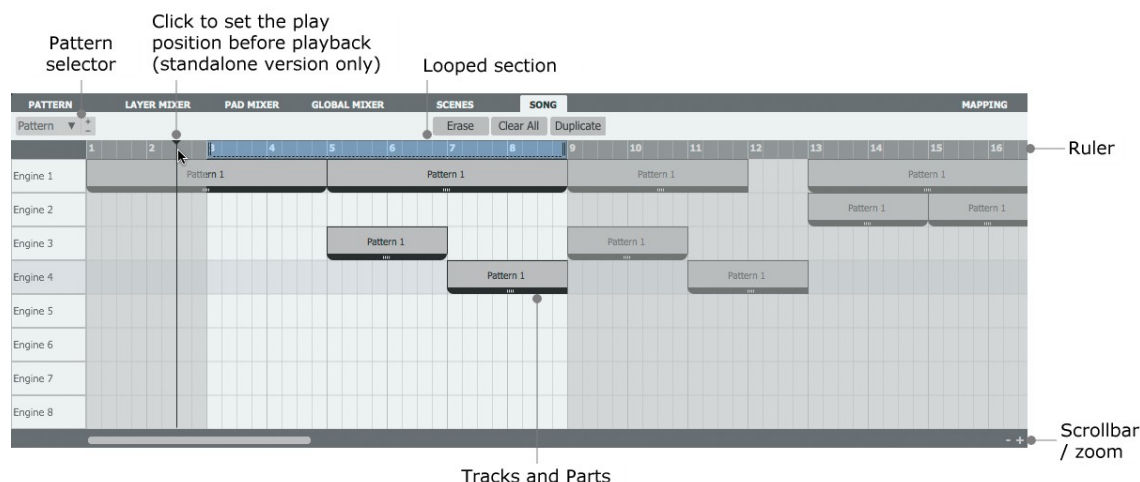 Click to set the play
position before playback
(standalone version only)
Pattern
selector
Looped section
PATTERN LAYER MIXER PAD MIXER GLOBAL MIXER SCENES SONG MAPPING
Pattern ▼ + - Erase Clear All Duplicate
1 2 3 4 5 6 7 8 9 10 11 12 13 14 15 16
Ruler
Engine 1 Pattern 1 Pattern 1 Pattern 1 Pattern 1
Engine 2 Pattern 1 Pattern 1
Engine 3 Pattern 1 Pattern 1
Engine 4 Pattern 1 Pattern 1
Engine 5
Engine 6
Engine 7
Engine 8
- +
Scrollbar
/ zoom
Tracks and Parts